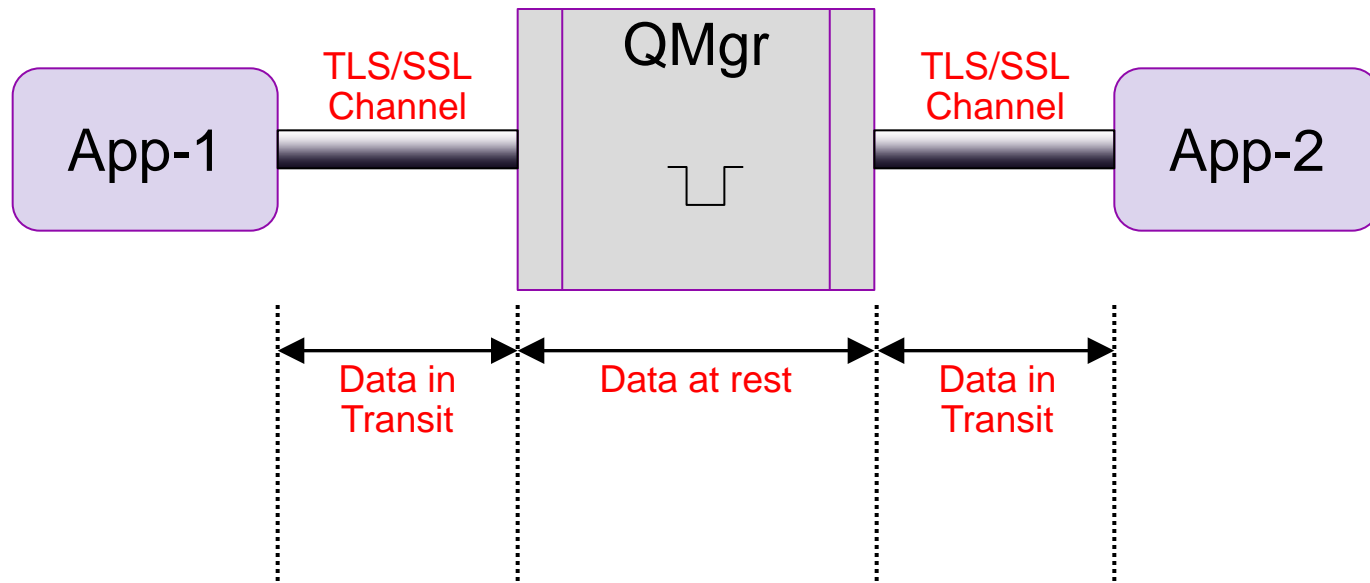 QMgr
TLS/SSL
Channel
TLS/SSL
Channel
App-1
App-2
Data in
Transit
Data at rest
Data in
Transit